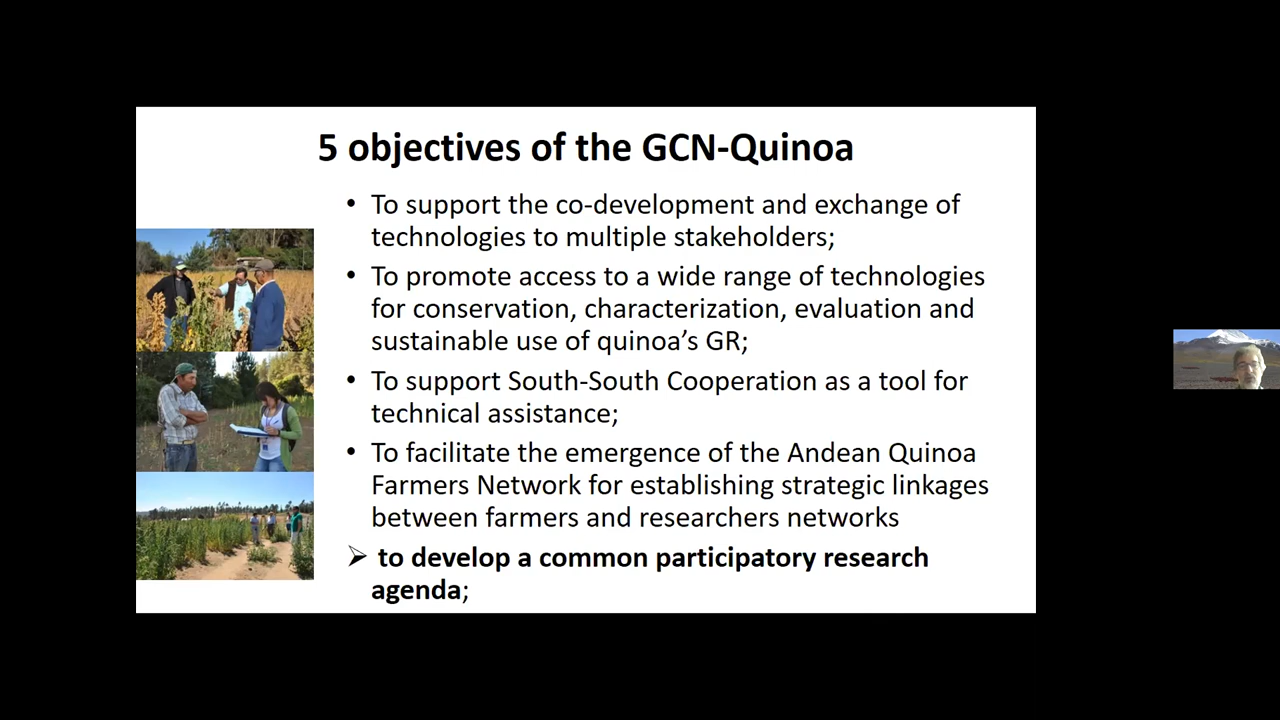 5 objectives of the GCN-Quinoa
• To support the co-development and exchange of
technologies to multiple stakeholders;
• To promote access to a wide range of technologies
for conservation, characterization, evaluation and
sustainable use of quinoa’s GR;
• To support South-South Cooperation as a tool for
technical assistance;
• To facilitate the emergence of the Andean Quinoa
Farmers Network for establishing strategic linkages
between farmers and researchers networks
➢ to develop a common participatory research
agenda;